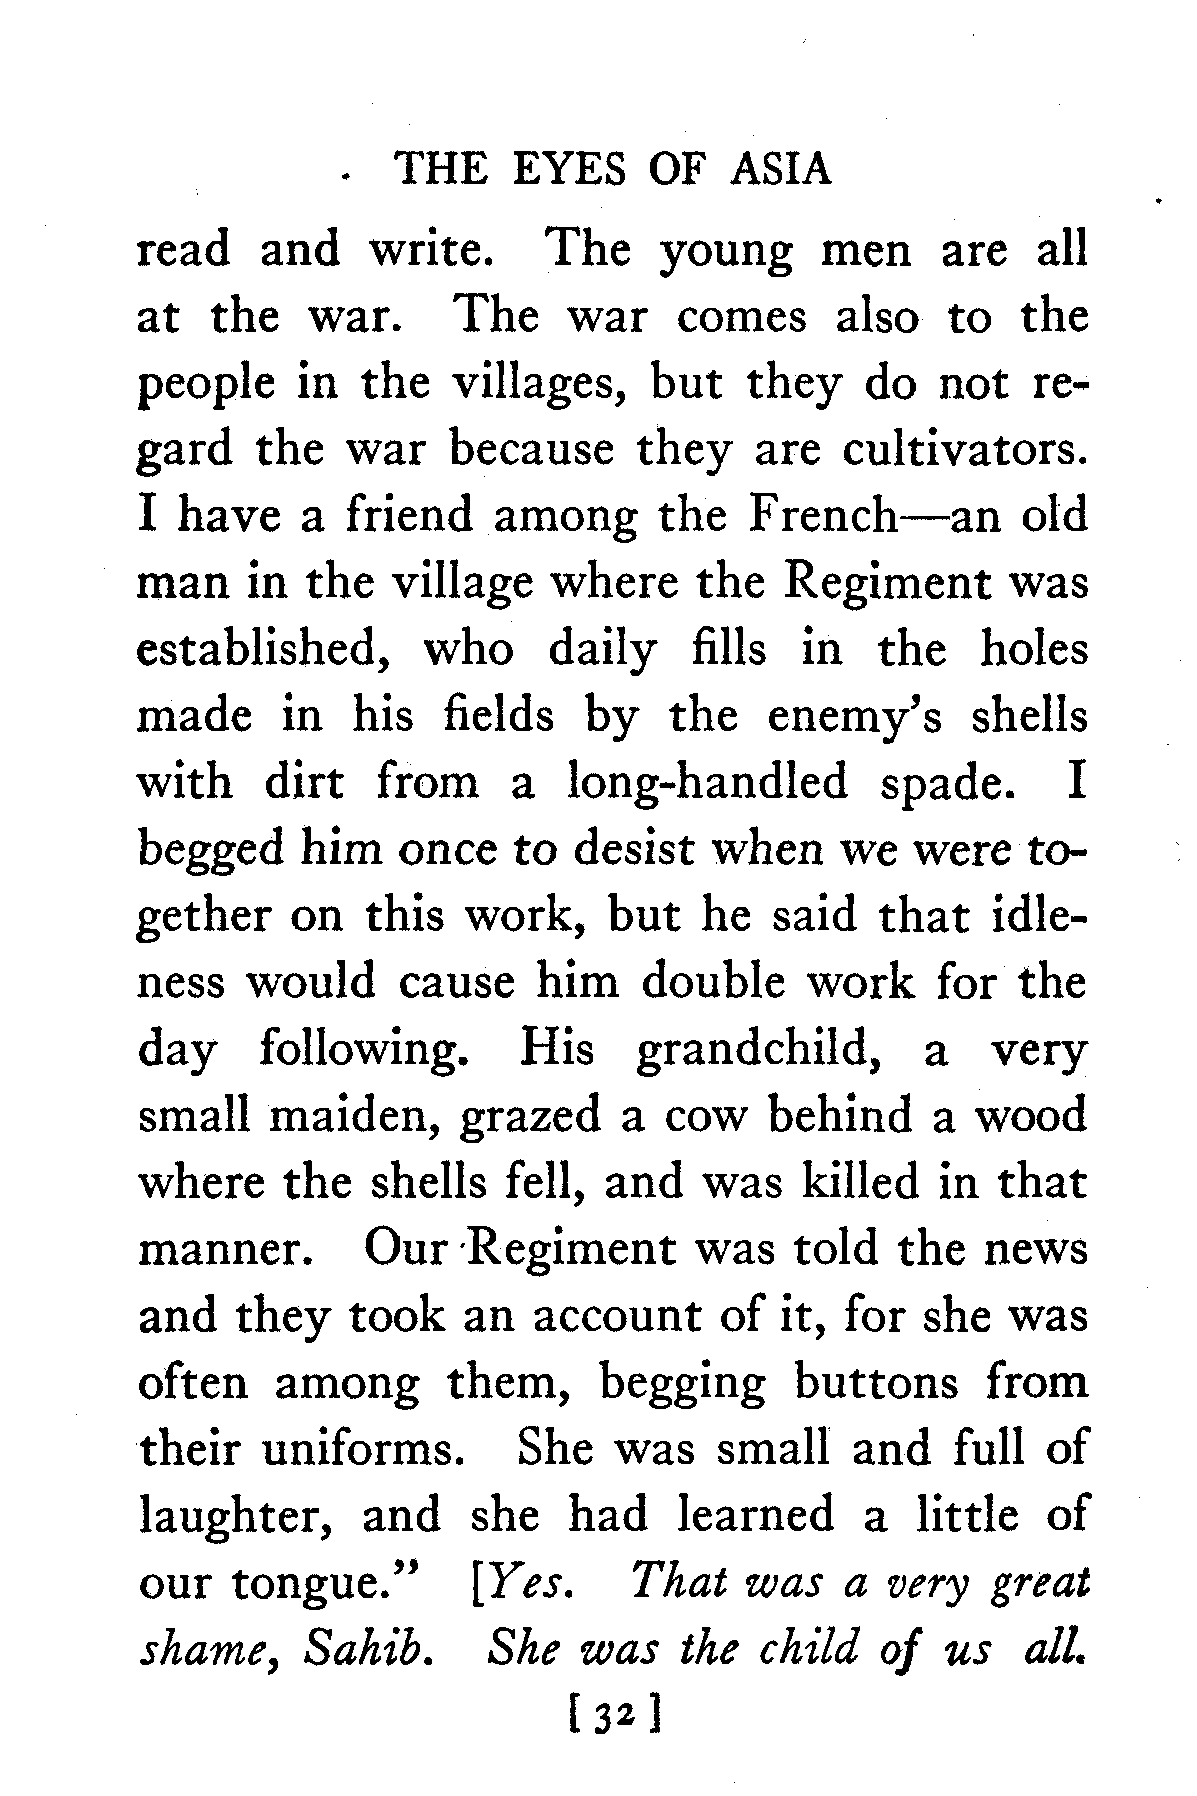 THE EYES OF ASIA
read and write. The young men are all
at the war. The war comes also to the
people in the villages, but they do not re-
gard the war because they are cultivators.
I have a friend among the French—an old
man in the village where the Regiment was
established, who daily fills in the holes
made in his fields by the enemy's shells
with dirt from a long-handled spade. I
begged him once to desist when we were to-
gether on this work, but he said that idle-
ness would cause him double work for the
day following. His grandchild, a very
small maiden, grazed a cow behind a wood
where the shells fell, and was killed in that
manner. Our Regiment was told the news
and they took an account of it, for she was
often among them, begging buttons from
their uniforms. She was small and full of
laughter, and she had learned a little of
our tongue." [Yes. That was a very great
shame, Sahib. She was the child of us all.
[ 32 ]